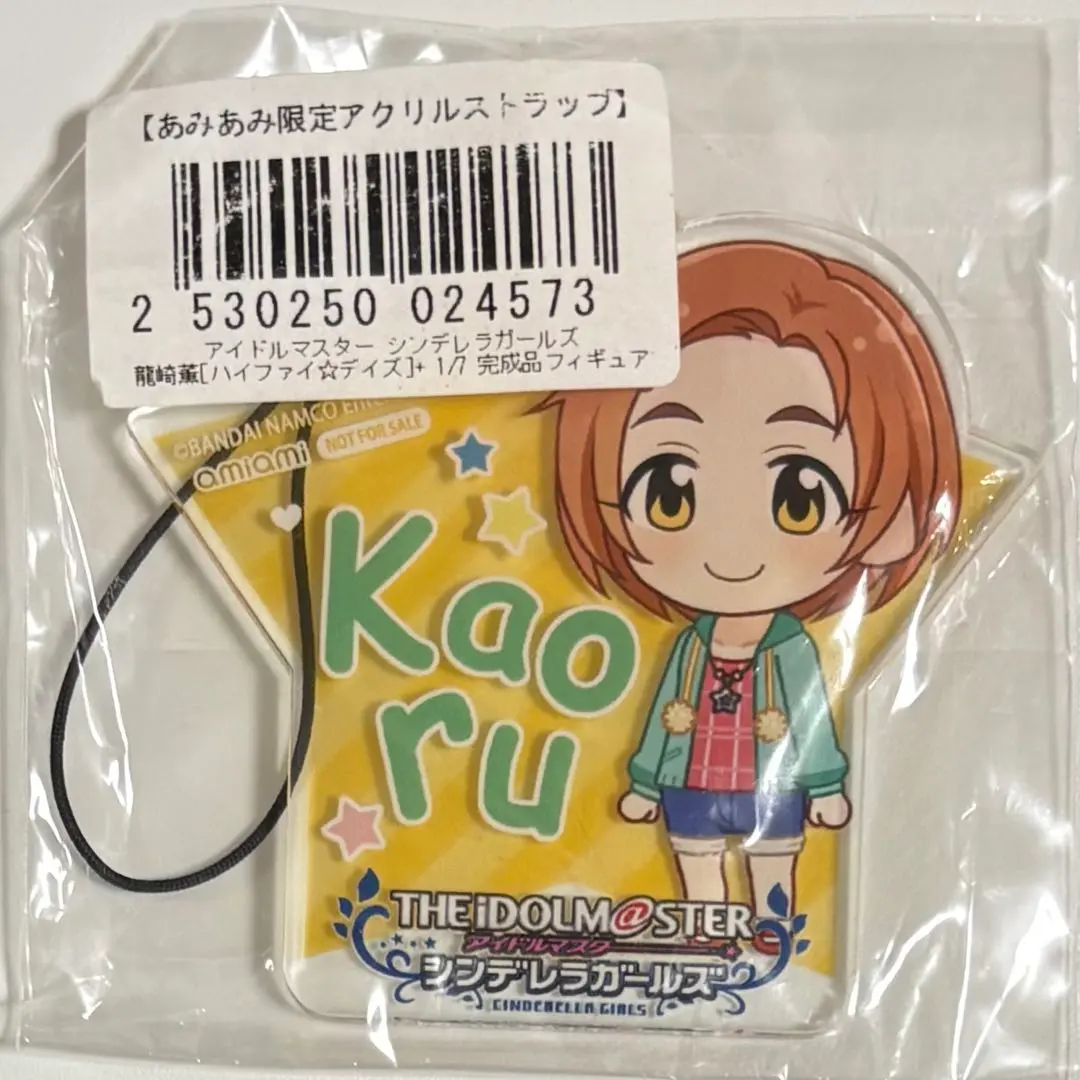 【あみあみ限定アクリルストラップ】
2 530250 024573
アイドルマスター シンデレラガールズ
龍崎薫[ハイファイ☆デイズ]+ 1/7 完成品フィギュア
©BANDAI NAMCO
amiami NOT FOR SALE
Kao
ru
THE iDOLM@STER
アイドルマスター
シンデレラガールズ
CINDERELLA GIRLS